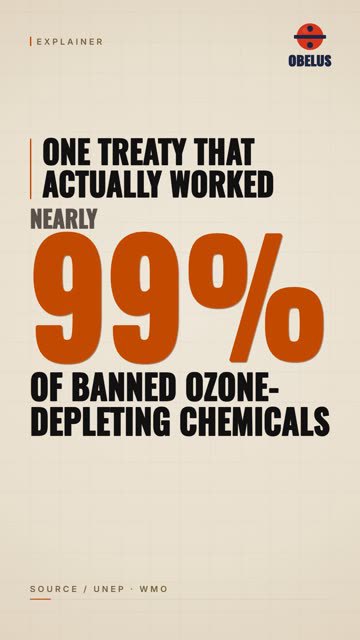 EXPLAINER
OBELUS
ONE TREATY THAT
ACTUALLY WORKED
NEARLY
99%
OF BANNED OZONE-
DEPLETING CHEMICALS
SOURCE / UNEP · WMO